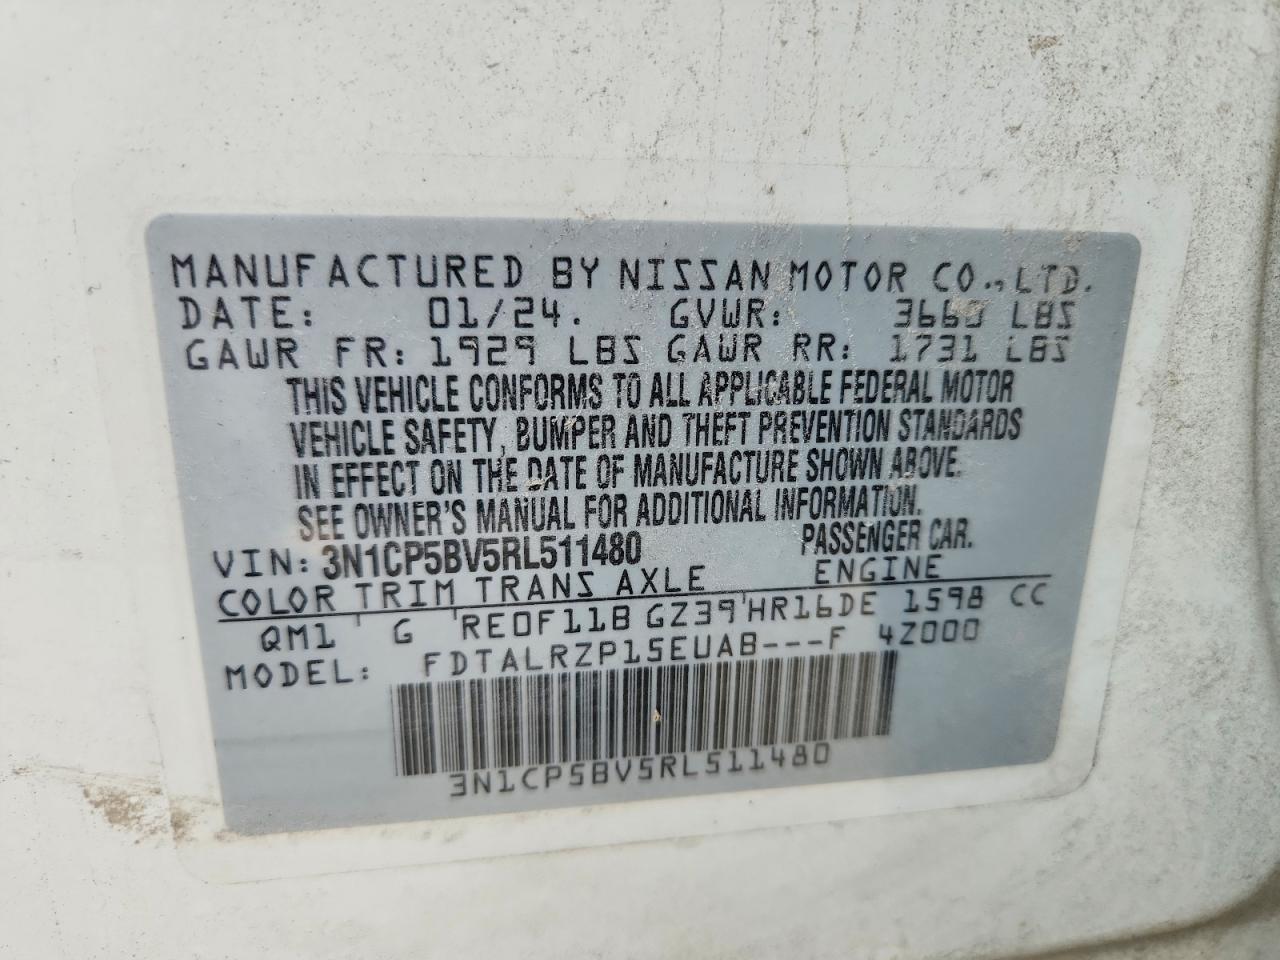 MANUFACTURED BY NISSAN MOTOR CO., LTD.
DATE: 01/24. GVWR: 3660 LBS
GAWR FR: 1929 LBS GAWR RR: 1731 LBS
THIS VEHICLE CONFORMS TO ALL APPLICABLE FEDERAL MOTOR
VEHICLE SAFETY, BUMPER AND THEFT PREVENTION STANDARDS
IN EFFECT ON THE DATE OF MANUFACTURE SHOWN ABOVE.
SEE OWNER'S MANUAL FOR ADDITIONAL INFORMATION.
VIN: 3N1CP5BV5RL511480 PASSENGER CAR.
COLOR TRIM TRANS AXLE ENGINE
QM1 ' G 'RE0F11B GZ39'HR16DE 1598 CC
MODEL: FDTALRZP15EUAB---F 4Z000
3N1CP5BV5RL511480